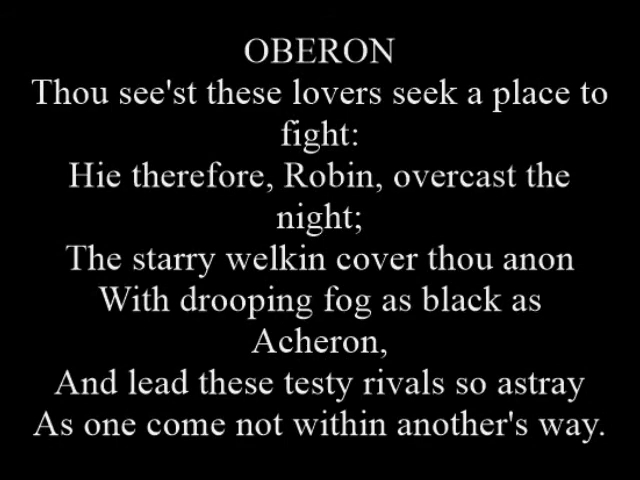 OBERON
Thou see'st these lovers seek a place to
fight:
Hie therefore, Robin, overcast the
night;
The starry welkin cover thou anon
With drooping fog as black as
Acheron,
And lead these testy rivals so astray
As one come not within another's way.